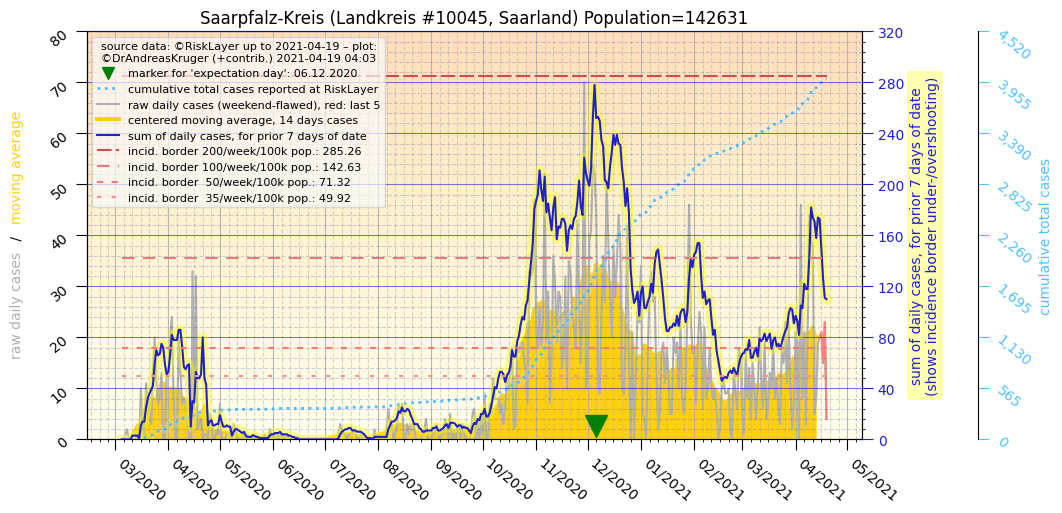 Saarpfalz-Kreis (Landkreis #10045, Saarland) Population=142631
source data: ©RiskLayer up to 2021-04-19 – plot:
©DrAndreasKruger (+contrib.) 2021-04-19 04:03
marker for 'expectation day': 06.12.2020
cumulative total cases reported at RiskLayer
raw daily cases (weekend-flawed), red: last 5
centered moving average, 14 days cases
sum of daily cases, for prior 7 days of date
incid. border 200/week/100k pop.: 285.26
incid. border 100/week/100k pop.: 142.63
incid. border  50/week/100k pop.: 71.32
incid. border  35/week/100k pop.: 49.92
raw daily cases  /  moving average
80
70
60
50
40
30
20
10
0
03/2020
04/2020
05/2020
06/2020
07/2020
08/2020
09/2020
10/2020
11/2020
12/2020
01/2021
02/2021
03/2021
04/2021
05/2021
320
280
240
200
160
120
80
40
0
sum of daily cases, for prior 7 days of date
(shows incidence border under-/overshooting)
4,520
3,955
3,390
2,825
2,260
1,695
1,130
565
0
cumulative total cases